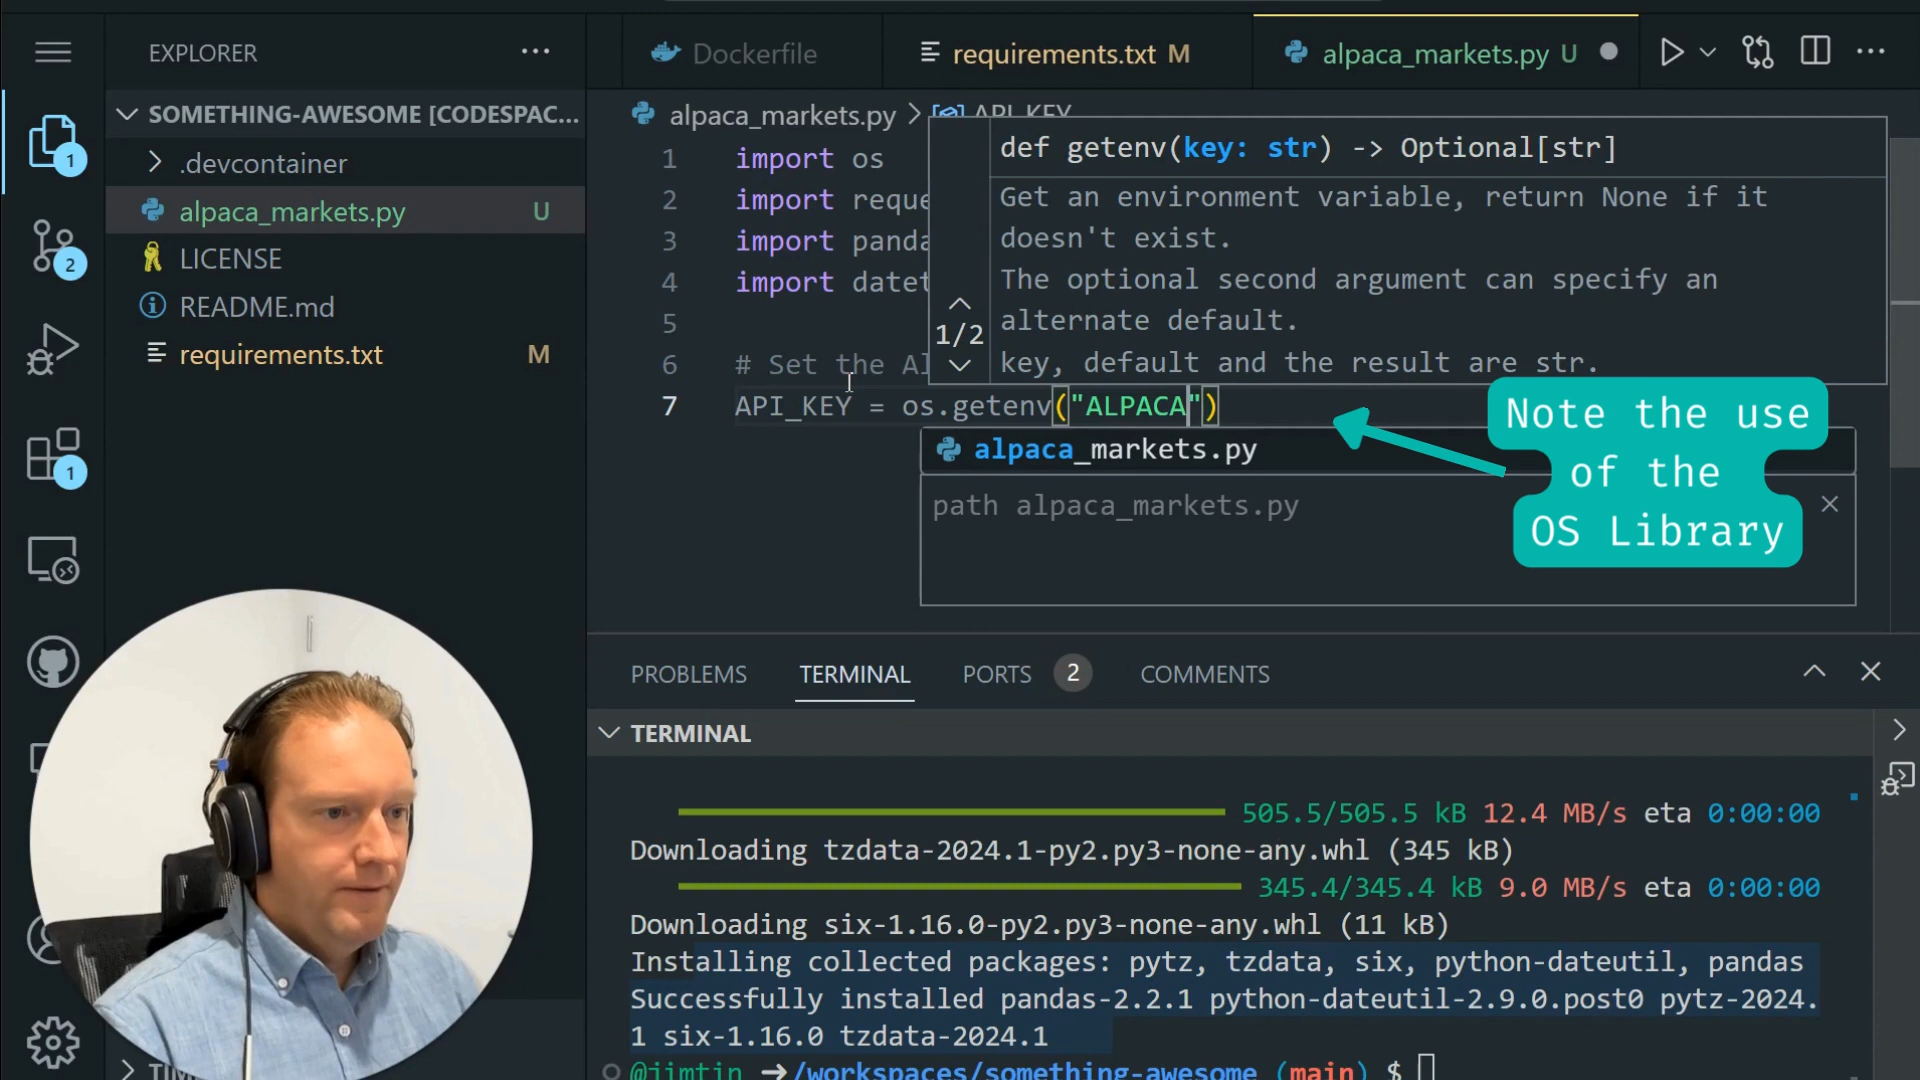 EXPLORER
Dockerfile
requirements.txt M
alpaca_markets.py U
SOMETHING-AWESOME [CODESPAC...
alpaca_markets.py > API_KEY
.devcontainer
alpaca_markets.py U
LICENSE
README.md
requirements.txt M
1
2
1
1 import os
2 import reque
3 import panda
4 import datet
5
6 # Set the Al
7 API_KEY = os.getenv("ALPACA")
def getenv(key: str) -> Optional[str]
Get an environment variable, return None if it
doesn't exist.
The optional second argument can specify an
alternate default.
key, default and the result are str.
1/2
alpaca_markets.py
path alpaca_markets.py
Note the use
of the
OS Library
PROBLEMS
TERMINAL
PORTS 2
COMMENTS
TERMINAL
505.5/505.5 kB 12.4 MB/s eta 0:00:00
Downloading tzdata-2024.1-py2.py3-none-any.whl (345 kB)
345.4/345.4 kB 9.0 MB/s eta 0:00:00
Downloading six-1.16.0-py2.py3-none-any.whl (11 kB)
Installing collected packages: pytz, tzdata, six, python-dateutil, pandas
Successfully installed pandas-2.2.1 python-dateutil-2.9.0.post0 pytz-2024.
1 six-1.16.0 tzdata-2024.1
@jimtin ➜ /workspaces/something-awesome (main) $